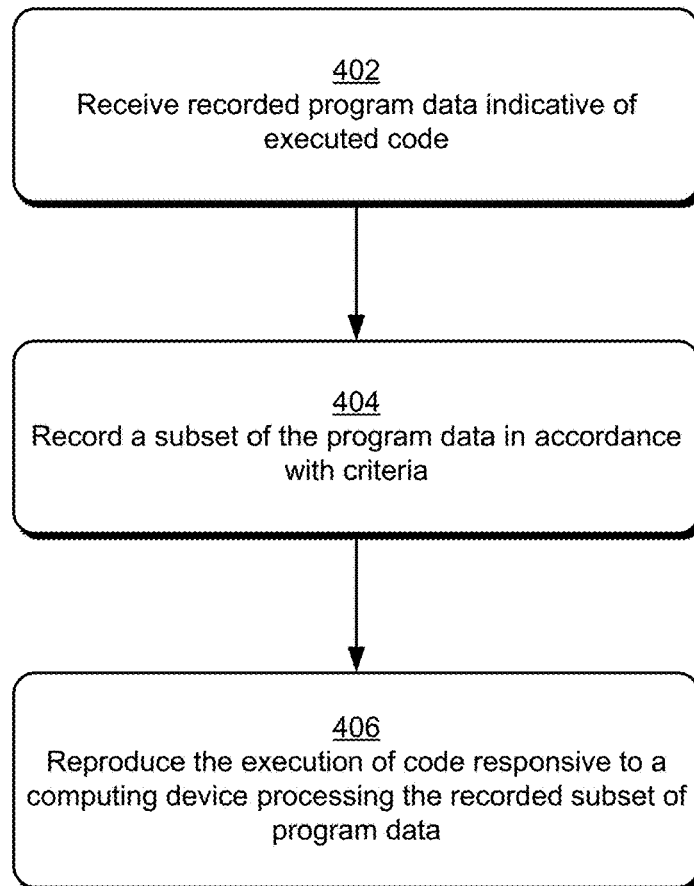 402
Receive recorded program data indicative of
executed code
404
Record a subset of the program data in accordance
with criteria
406
Reproduce the execution of code responsive to a
computing device processing the recorded subset of
program data